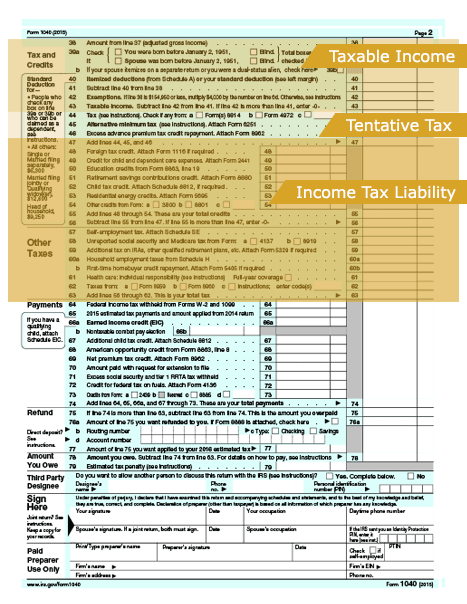 Form 1040 (2015) Page 2
38 Amount from line 37 (adjusted gross income) 38
Tax and Credits
39a Check if You were born before January 2, 1951, Blind. Total boxes
Spouse was born before January 2, 1951, Blind. checked
b If your spouse itemizes on a separate return or you were a dual-status alien, check here 39b
Taxable Income
Standard Deduction for—
• People who check any box on line 39a or 39b or who can be claimed as a dependent, see instructions.
• All others:
Single or Married filing separately, $6,300
Married filing jointly or Qualifying widow(er), $12,600
Head of household, $9,250
40 Itemized deductions (from Schedule A) or your standard deduction (see left margin) 40
41 Subtract line 40 from line 38 41
42 Exemptions. If line 38 is $154,950 or less, multiply $4,000 by the number on line 6d. Otherwise, see instructions 42
43 Taxable income. Subtract line 42 from line 41. If line 42 is more than line 41, enter -0- 43
44 Tax (see instructions). Check if any from: a Form(s) 8814 b Form 4972 c
45 Alternative minimum tax (see instructions). Attach Form 6251
46 Excess advance premium tax credit repayment. Attach Form 8962
Tentative Tax
47 Add lines 44, 45, and 46 47
48 Foreign tax credit. Attach Form 1116 if required 48
49 Credit for child and dependent care expenses. Attach Form 2441 49
50 Education credits from Form 8863, line 19 50
51 Retirement savings contributions credit. Attach Form 8880 51
52 Child tax credit. Attach Schedule 8812, if required 52
53 Residential energy credits. Attach Form 5695 53
54 Other credits from Form: a 3800 b 8801 c 54
Income Tax Liability
55 Add lines 48 through 54. These are your total credits 55
56 Subtract line 55 from line 47. If line 55 is more than line 47, enter -0- 56
Other Taxes
57 Self-employment tax. Attach Schedule SE 57
58 Unreported social security and Medicare tax from Form: a 4137 b 8919 58
59 Additional tax on IRAs, other qualified retirement plans, etc. Attach Form 5329 if required 59
60a Household employment taxes from Schedule H 60a
b First-time homebuyer credit repayment. Attach Form 5405 if required 60b
61 Health care: individual responsibility (see instructions) Full-year coverage 61
62 Taxes from: a Form 8959 b Form 8960 c Instructions; enter code(s) 62
63 Add lines 56 through 62. This is your total tax 63
Payments
64 Federal income tax withheld from Forms W-2 and 1099 64
65 2015 estimated tax payments and amount applied from 2014 return 65
If you have a qualifying child, attach Schedule EIC.
66a Earned income credit (EIC) 66a
b Nontaxable combat pay election 66b
67 Additional child tax credit. Attach Schedule 8812 67
68 American opportunity credit from Form 8863, line 8 68
69 Net premium tax credit. Attach Form 8962 69
70 Amount paid with request for extension to file 70
71 Excess social security and tier 1 RRTA tax withheld 71
72 Credit for federal tax on fuels. Attach Form 4136 72
73 Credits from Form: a 2439 b Reserved c 8885 d 73
74 Add lines 64, 65, 66a, and 67 through 73. These are your total payments 74
Refund
75 If line 74 is more than line 63, subtract line 63 from line 74. This is the amount you overpaid 75
76a Amount of line 75 you want refunded to you. If Form 8888 is attached, check here 76a
Direct deposit? See instructions.
b Routing number c Type: Checking Savings
d Account number
77 Amount of line 75 you want applied to your 2016 estimated tax 77
Amount You Owe
78 Amount you owe. Subtract line 74 from line 63. For details on how to pay, see instructions 78
79 Estimated tax penalty (see instructions) 79
Third Party Designee
Do you want to allow another person to discuss this return with the IRS (see instructions)? Yes. Complete below. No
Designee's name Phone no. Personal identification number (PIN)
Sign Here
Under penalties of perjury, I declare that I have examined this return and accompanying schedules and statements, and to the best of my knowledge and belief,
they are true, correct, and complete. Declaration of preparer (other than taxpayer) is based on all information of which preparer has any knowledge.
Joint return? See instructions. Keep a copy for your records.
Your signature Date Your occupation Daytime phone number
Spouse's signature. If a joint return, both must sign. Date Spouse's occupation If the IRS sent you an Identity Protection PIN, enter it here (see inst.)
Paid Preparer Use Only
Print/Type preparer's name Preparer's signature Date Check if self-employed PTIN
Firm's name Firm's EIN
Firm's address Phone no.
www.irs.gov/form1040 Form 1040 (2015)